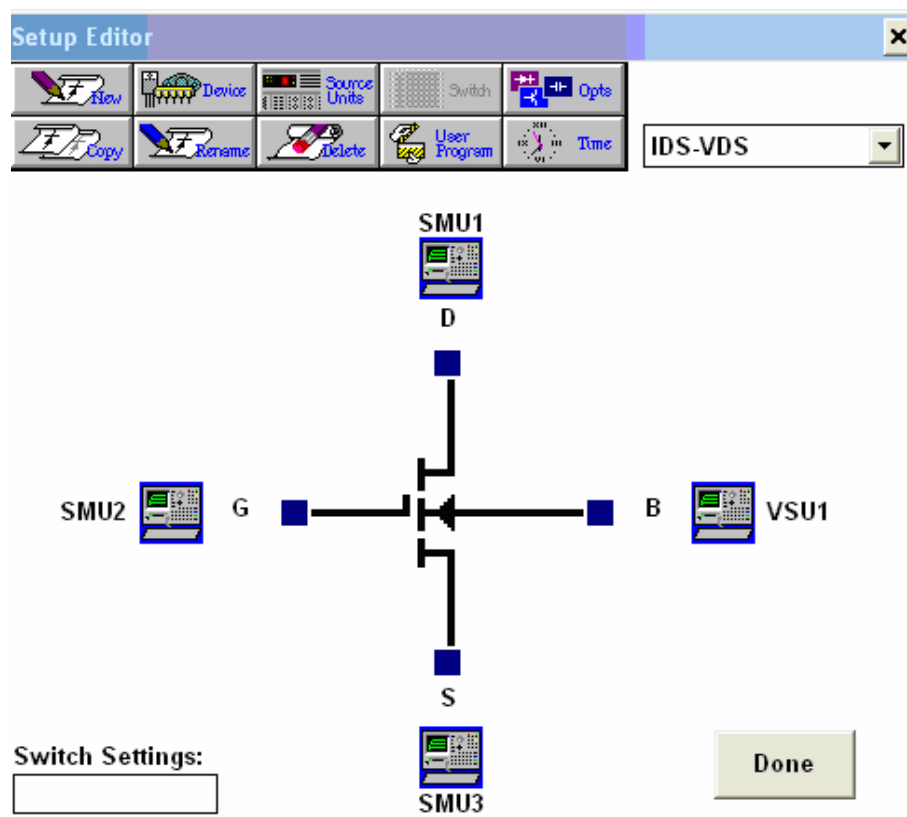 Setup Editor
New
Device
Source Units
Switch
Opts
Copy
Rename
Delete
User Program
Time
IDS-VDS
SMU1
D
SMU2
G
B
VSU1
S
SMU3
Switch Settings:
Done